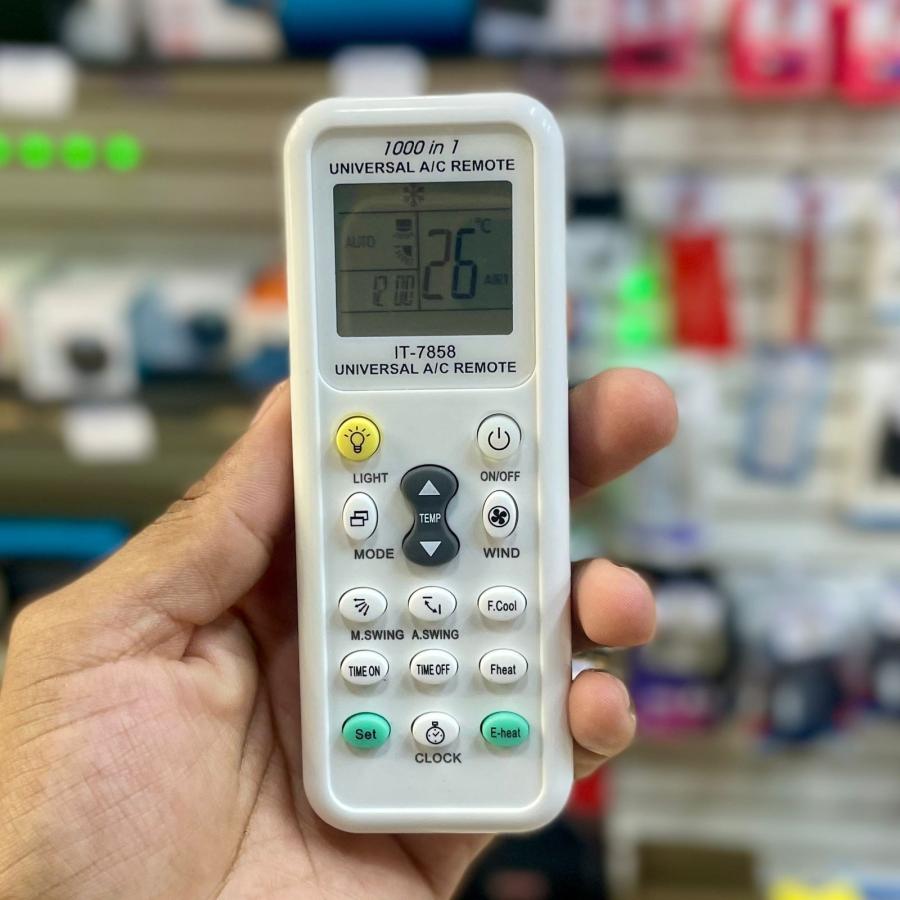 1000 in 1
UNIVERSAL A/C REMOTE
°C
AUTO
26
12:00
IT-7858
UNIVERSAL A/C REMOTE
LIGHT
ON/OFF
TEMP
MODE
WIND
F.Cool
M.SWING
A.SWING
TIME ON
TIME OFF
Fheat
Set
E-heat
CLOCK